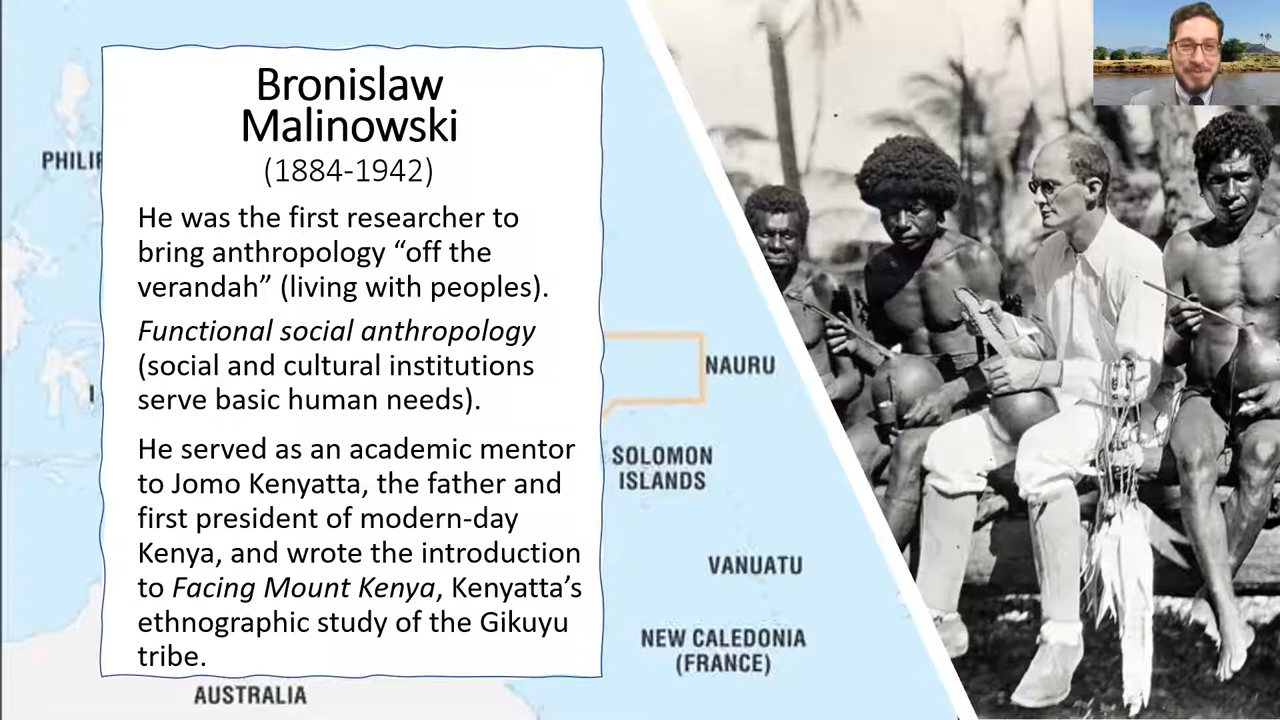 Bronislaw
Malinowski
(1884-1942)
He was the first researcher to
bring anthropology “off the
verandah” (living with peoples).
Functional social anthropology
(social and cultural institutions
serve basic human needs).
He served as an academic mentor
to Jomo Kenyatta, the father and
first president of modern-day
Kenya, and wrote the introduction
to Facing Mount Kenya, Kenyatta’s
ethnographic study of the Gikuyu
tribe.
PHILIP
NAURU
SOLOMON
ISLANDS
VANUATU
NEW CALEDONIA
(FRANCE)
AUSTRALIA